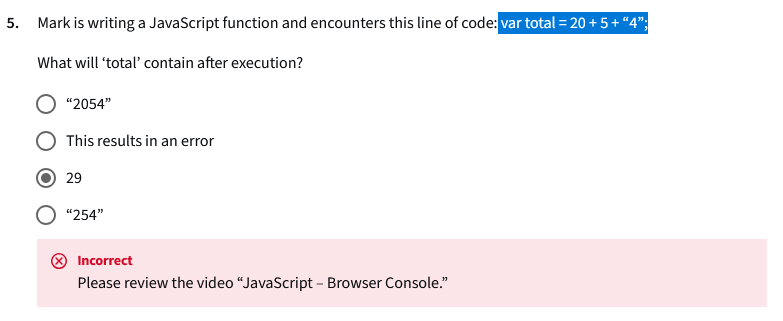 5. Mark is writing a JavaScript function and encounters this line of code: var total = 20 + 5 + “4”;
What will ‘total’ contain after execution?
“2054”
This results in an error
29
“254”
Incorrect
Please review the video “JavaScript – Browser Console.”